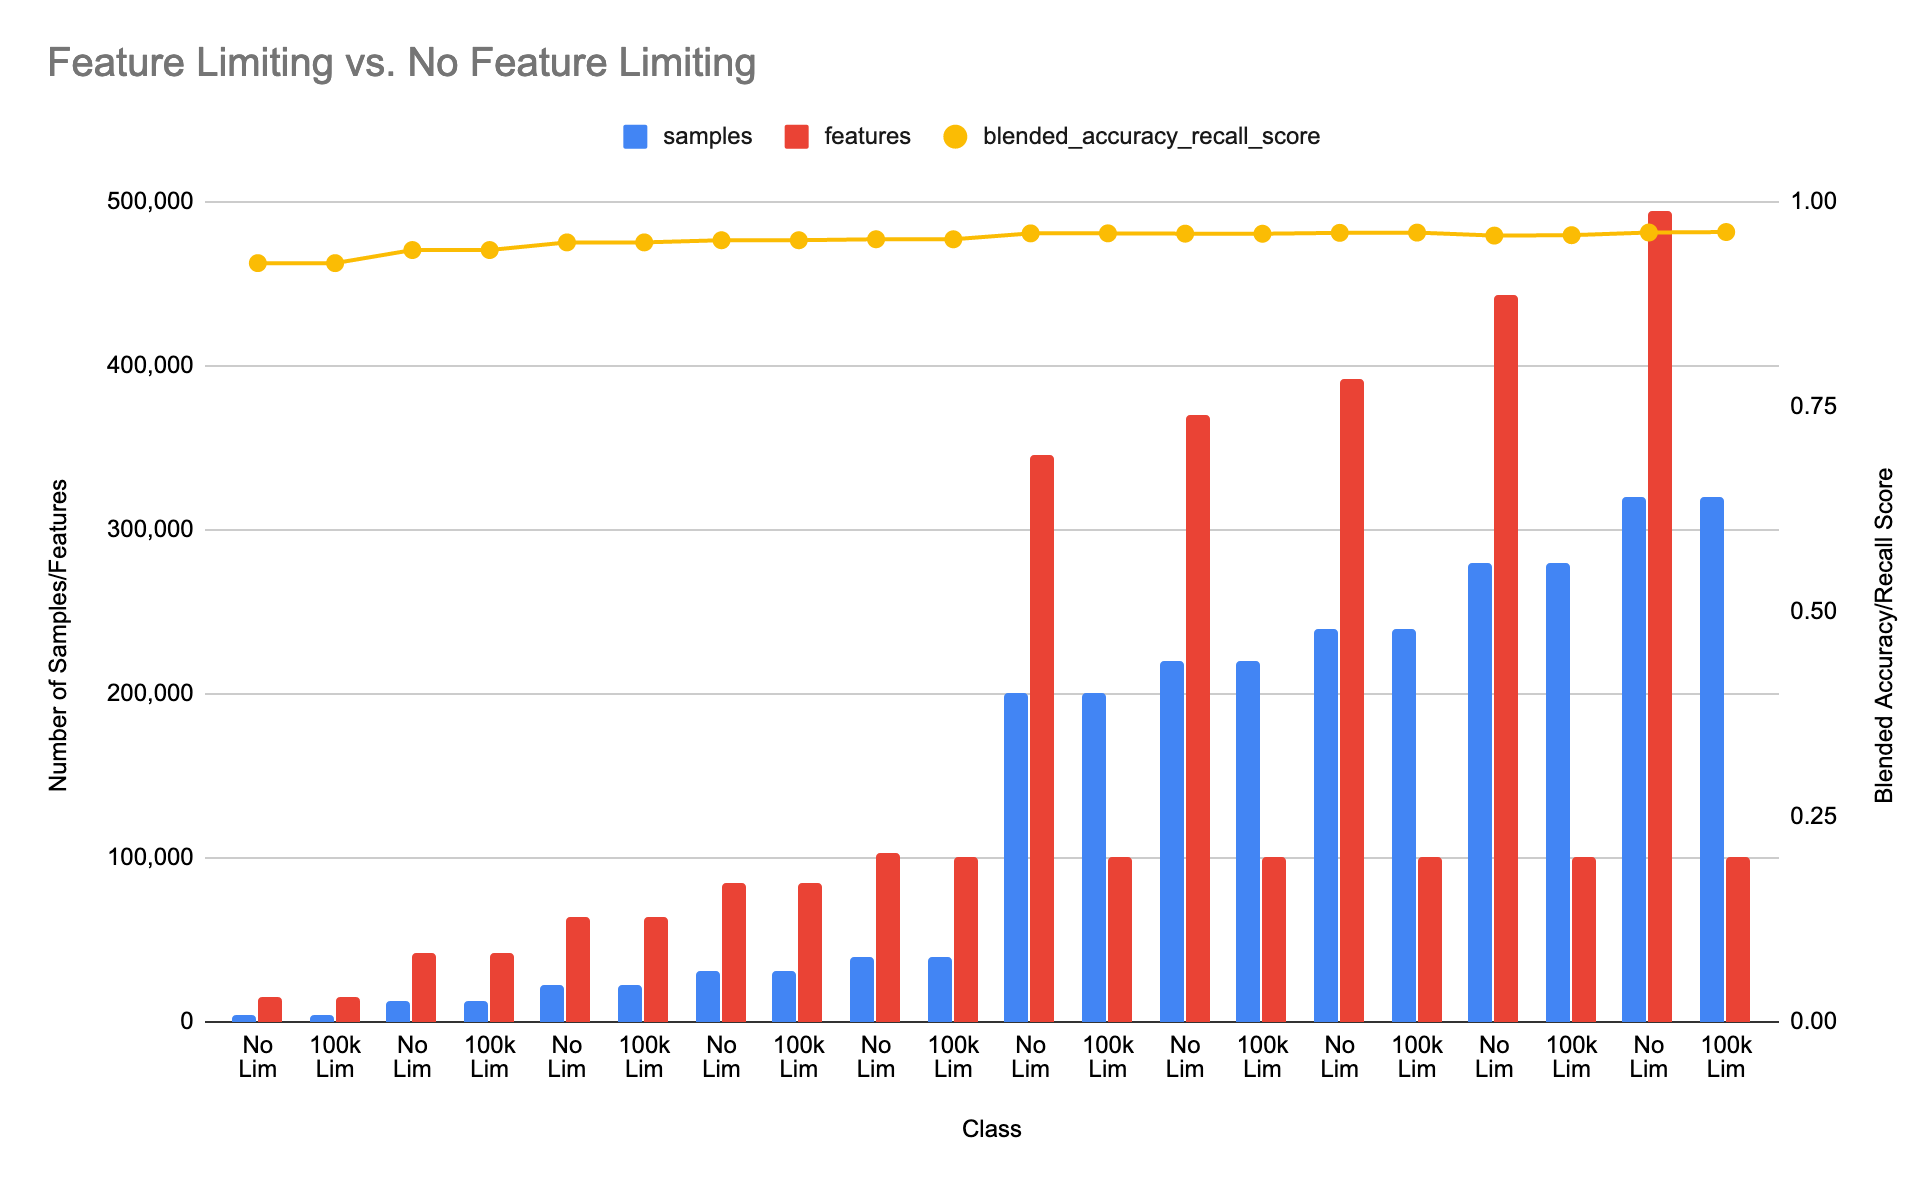 Feature Limiting vs. No Feature Limiting
samples features blended_accuracy_recall_score
500,000
400,000
300,000
200,000
100,000
0
Number of Samples/Features
1.00
0.75
0.50
0.25
0.00
Blended Accuracy/Recall Score
No Lim
100k Lim
No Lim
100k Lim
No Lim
100k Lim
No Lim
100k Lim
No Lim
100k Lim
No Lim
100k Lim
No Lim
100k Lim
No Lim
100k Lim
No Lim
100k Lim
No Lim
100k Lim
Class